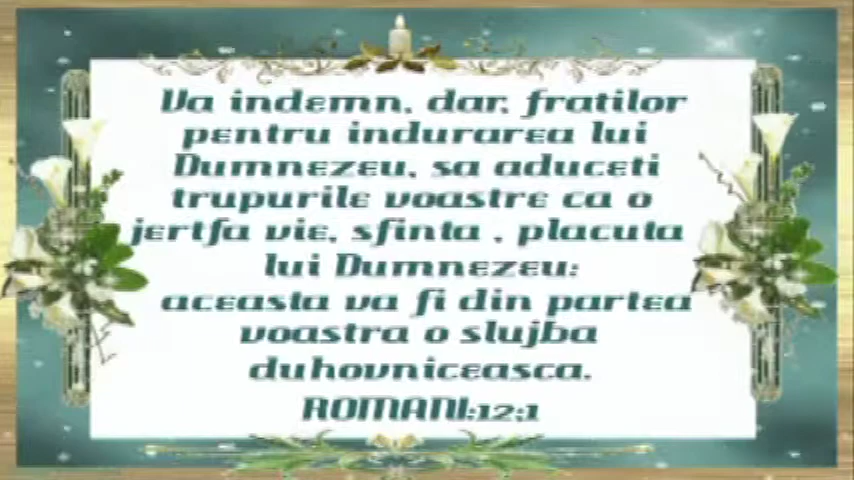 Va indemn, dar, fratilor
pentru indurarea lui
Dumnezeu, sa aduceti
trupurile voastre ca o
jertfa vie, sfinta , placuta
lui Dumnezeu:
aceasta va fi din partea
voastra o slujba
duhovniceasca.
ROMANI:12;1